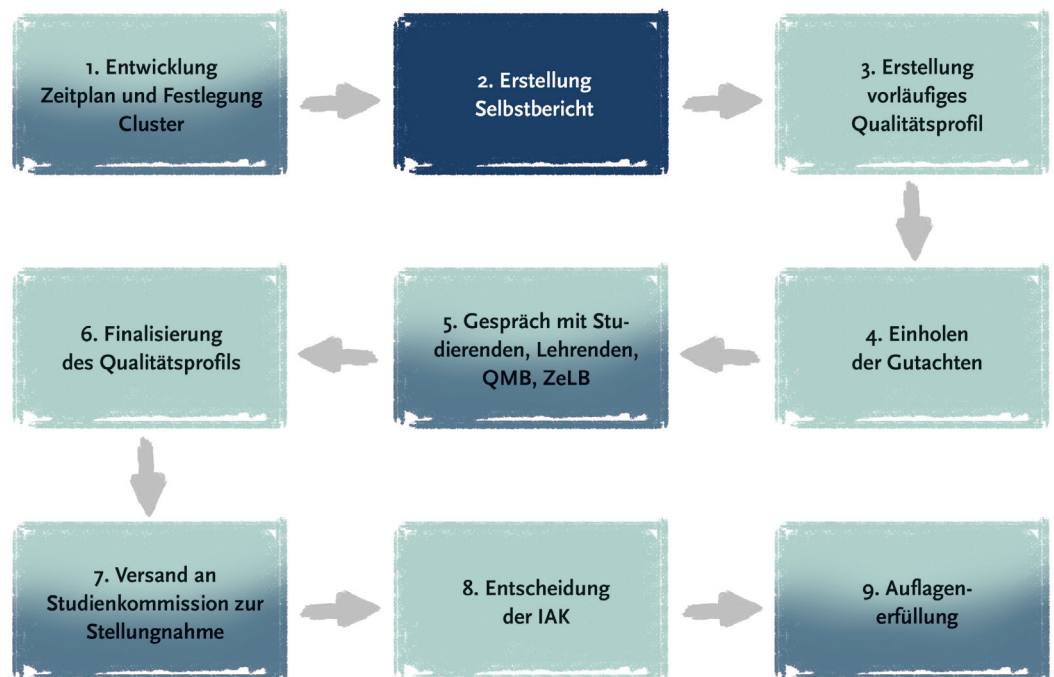 1. Entwicklung
Zeitplan und Festlegung
Cluster
2. Erstellung
Selbstbericht
3. Erstellung
vorläufiges
Qualitätsprofil
4. Einholen
der Gutachten
5. Gespräch mit Stu-
dierenden, Lehrenden,
QMB, ZeLB
6. Finalisierung
des Qualitätsprofils
7. Versand an
Studienkommission zur
Stellungnahme
8. Entscheidung
der IAK
9. Auflagen-
erfüllung